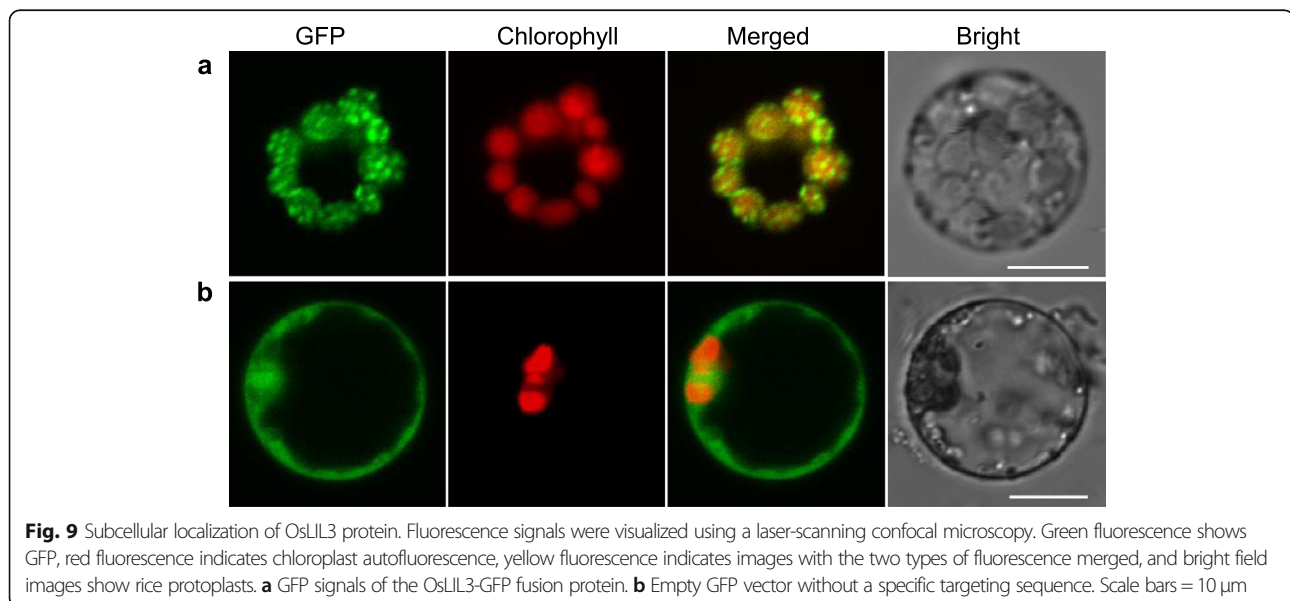 GFP Chlorophyll Merged Bright
a
b
Fig. 9 Subcellular localization of OsLIL3 protein. Fluorescence signals were visualized using a laser-scanning confocal microscopy. Green fluorescence shows
GFP, red fluorescence indicates chloroplast autofluorescence, yellow fluorescence indicates images with the two types of fluorescence merged, and bright field
images show rice protoplasts. a GFP signals of the OsLIL3-GFP fusion protein. b Empty GFP vector without a specific targeting sequence. Scale bars = 10 μm